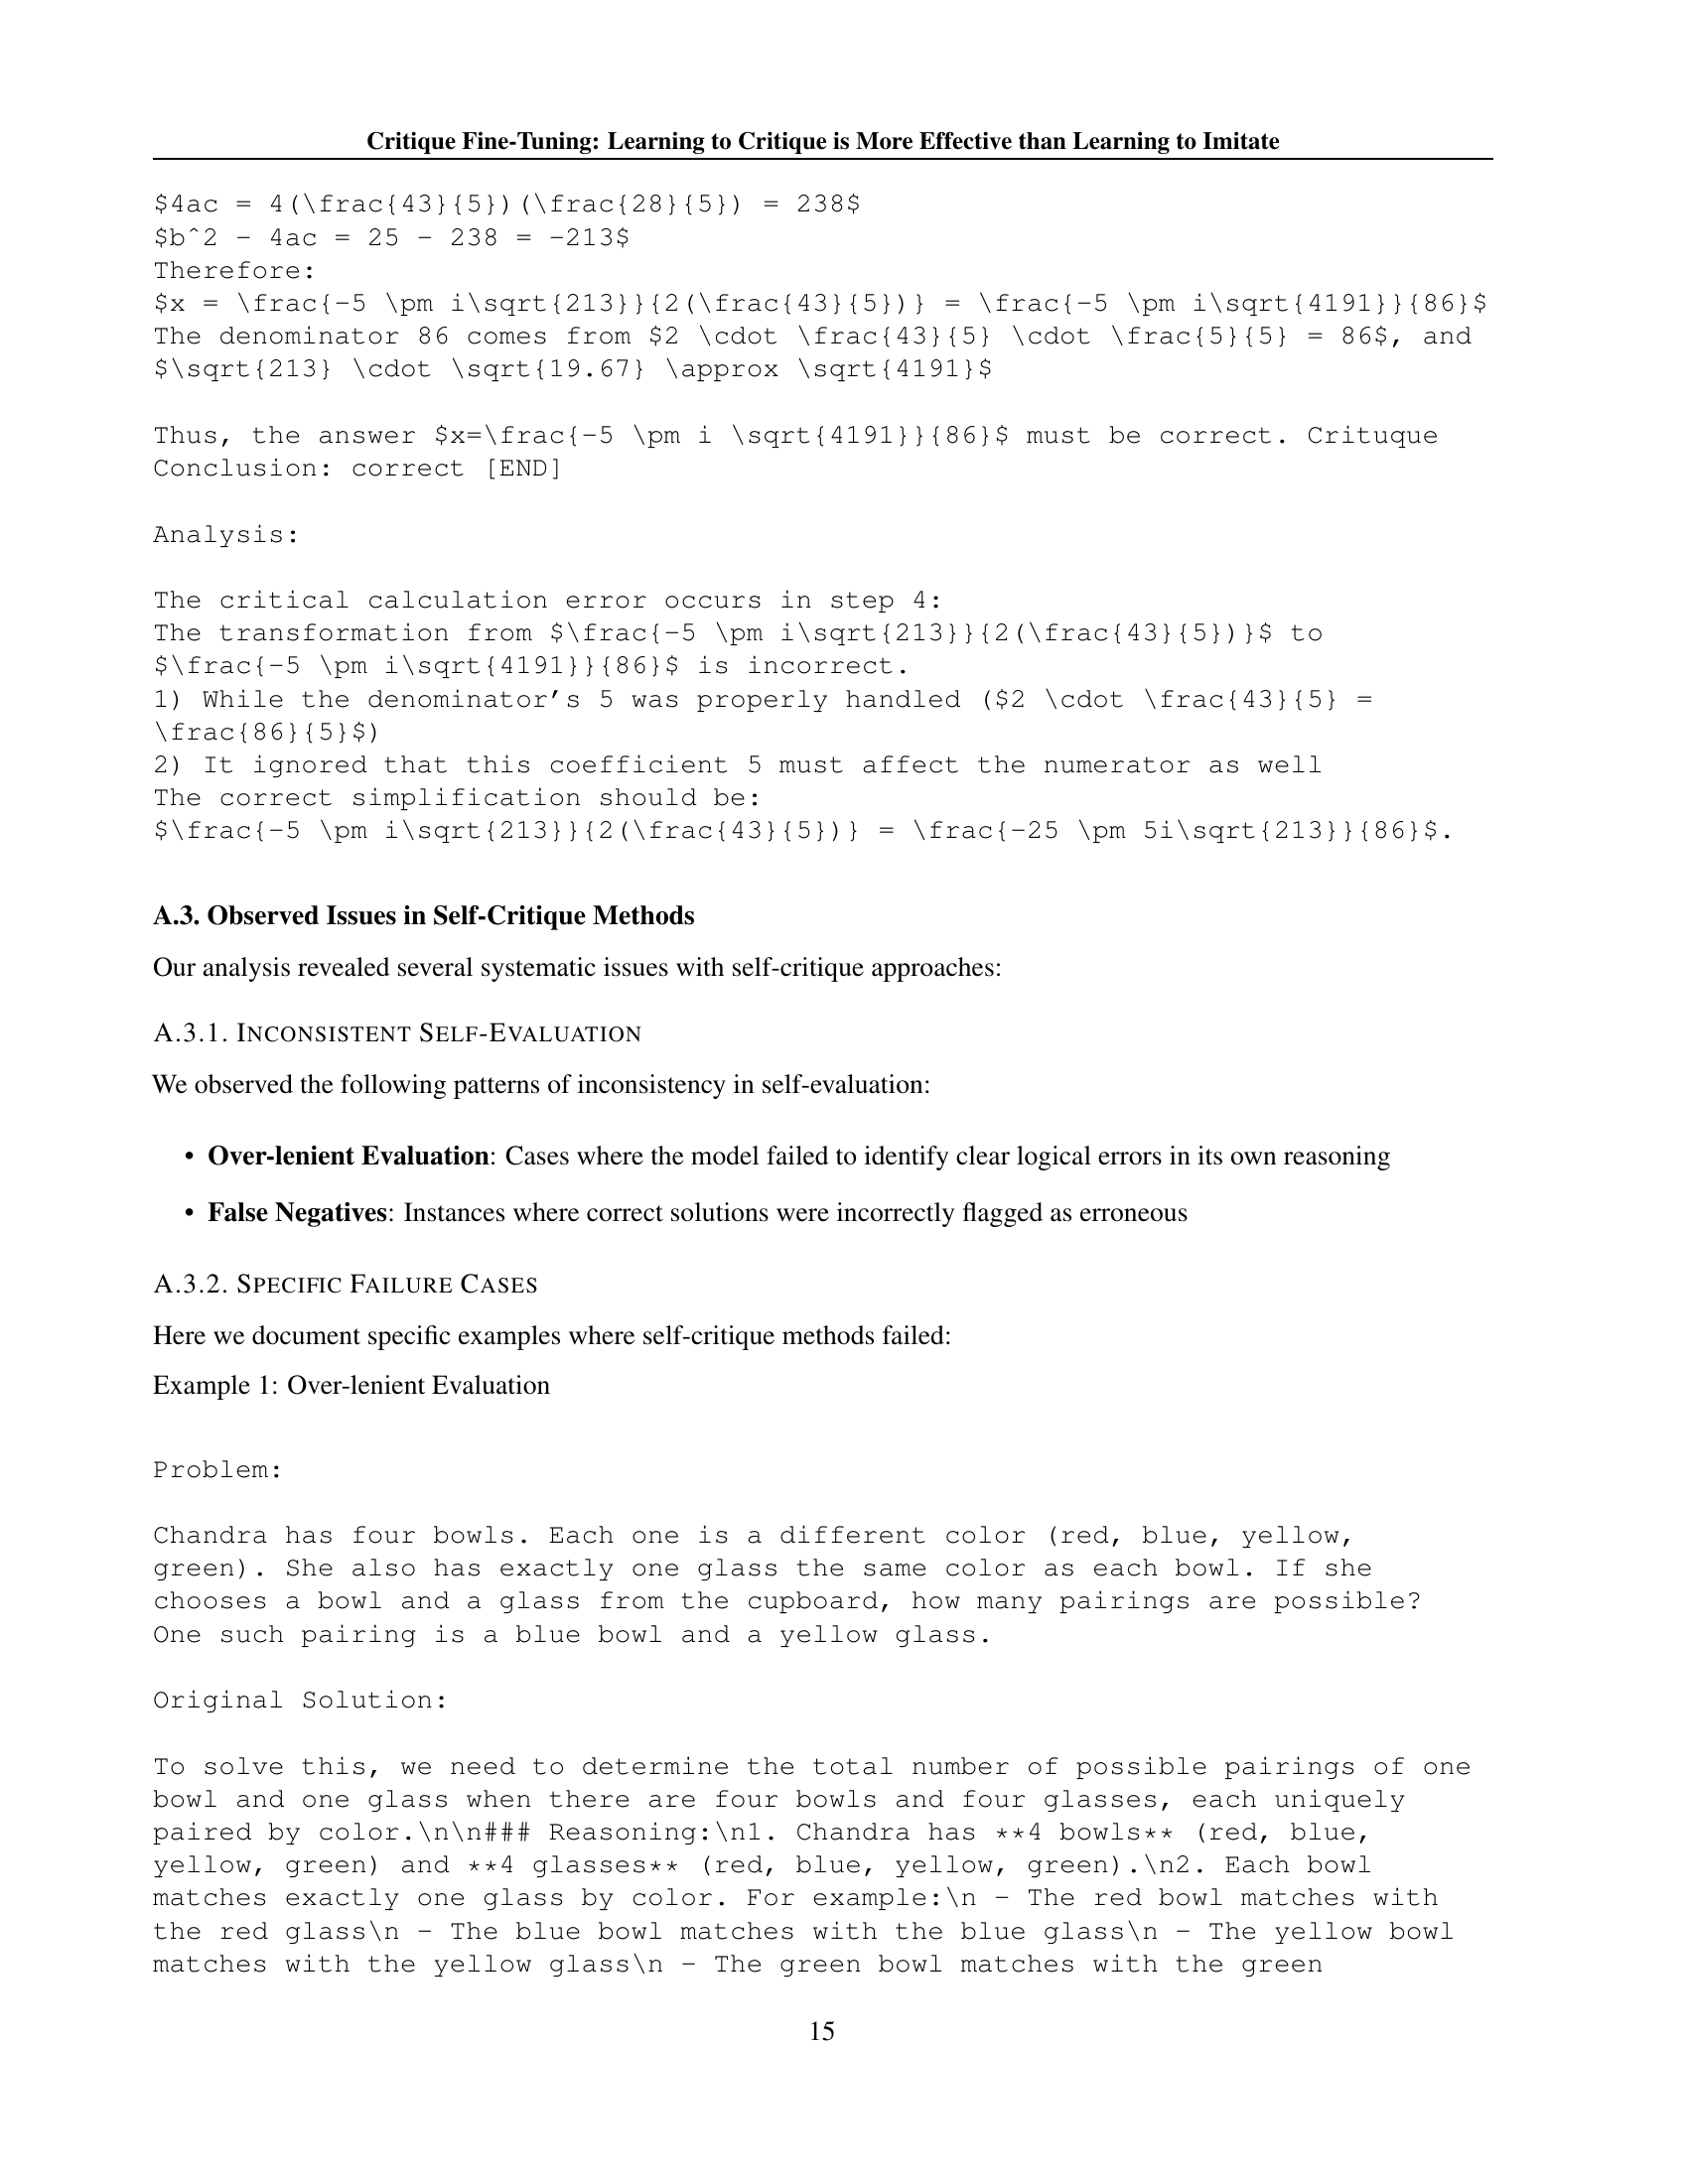 Critique Fine-Tuning: Learning to Critique is More Effective than Learning to Imitate
$4ac = 4(\frac{43}{5})(\frac{28}{5}) = 238$
$bˆ2 - 4ac = 25 - 238 = -213$
Therefore:
$x = \frac{-5 \pm i\sqrt{213}}{2(\frac{43}{5})} = \frac{-5 \pm i\sqrt{4191}}{86}$
The denominator 86 comes from $2 \cdot \frac{43}{5} \cdot \frac{5}{5} = 86$, and
$\sqrt{213} \cdot \sqrt{19.67} \approx \sqrt{4191}$
Thus, the answer $x=\frac{-5 \pm i \sqrt{4191}}{86}$ must be correct. Crituque
Conclusion: correct [END]
Analysis:
The critical calculation error occurs in step 4:
The transformation from $\frac{-5 \pm i\sqrt{213}}{2(\frac{43}{5})}$ to
$\frac{-5 \pm i\sqrt{4191}}{86}$ is incorrect.
1) While the denominator’s 5 was properly handled ($2 \cdot \frac{43}{5} =
\frac{86}{5}$)
2) It ignored that this coefficient 5 must affect the numerator as well
The correct simplification should be:
$\frac{-5 \pm i\sqrt{213}}{2(\frac{43}{5})} = \frac{-25 \pm 5i\sqrt{213}}{86}$.
A.3. Observed Issues in Self-Critique Methods
Our analysis revealed several systematic issues with self-critique approaches:
A.3.1. INCONSISTENT SELF-EVALUATION
We observed the following patterns of inconsistency in self-evaluation:
• Over-lenient Evaluation: Cases where the model failed to identify clear logical errors in its own reasoning
• False Negatives: Instances where correct solutions were incorrectly flagged as erroneous
A.3.2. SPECIFIC FAILURE CASES
Here we document specific examples where self-critique methods failed:
Example 1: Over-lenient Evaluation
Problem:
Chandra has four bowls. Each one is a different color (red, blue, yellow,
green). She also has exactly one glass the same color as each bowl. If she
chooses a bowl and a glass from the cupboard, how many pairings are possible?
One such pairing is a blue bowl and a yellow glass.
Original Solution:
To solve this, we need to determine the total number of possible pairings of one
bowl and one glass when there are four bowls and four glasses, each uniquely
paired by color.\n\n### Reasoning:\n1. Chandra has **4 bowls** (red, blue,
yellow, green) and **4 glasses** (red, blue, yellow, green).\n2. Each bowl
matches exactly one glass by color. For example:\n - The red bowl matches with
the red glass\n - The blue bowl matches with the blue glass\n - The yellow bowl
matches with the yellow glass\n - The green bowl matches with the green
15